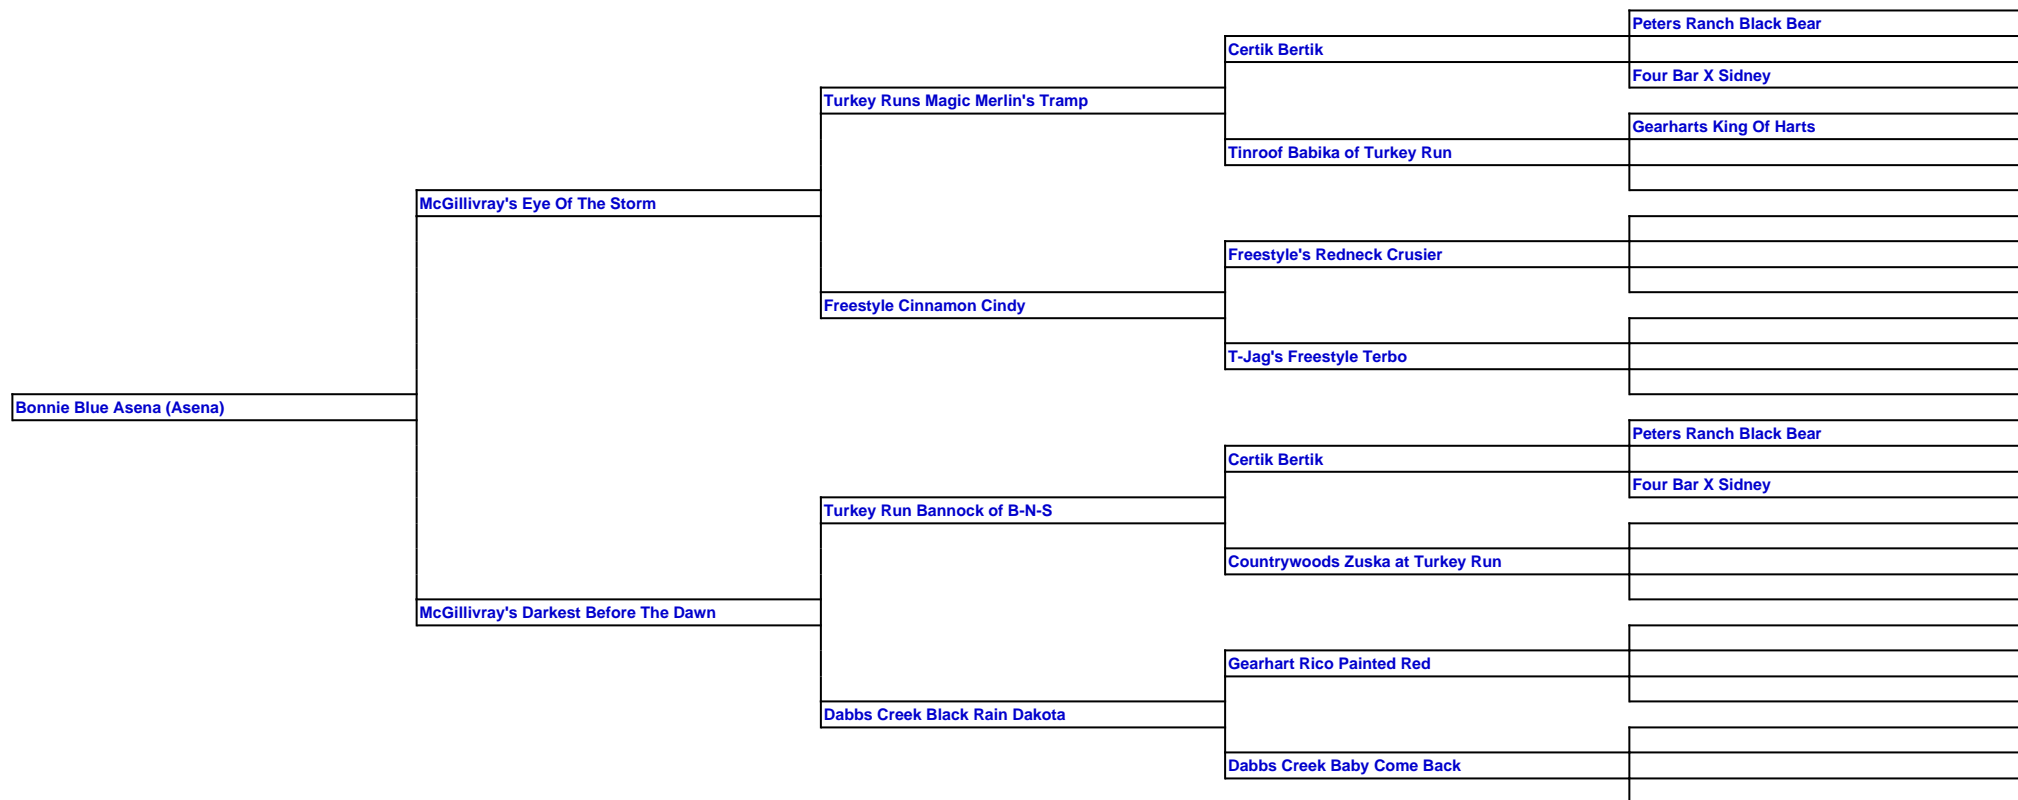 Peters Ranch Black Bear
Certik Bertik
Four Bar X Sidney
Turkey Runs Magic Merlin's Tramp
Gearharts King Of Harts
Tinroof Babika of Turkey Run
McGillivray's Eye Of The Storm
Freestyle's Redneck Crusier
Freestyle Cinnamon Cindy
T-Jag's Freestyle Terbo
Bonnie Blue Asena (Asena)
Peters Ranch Black Bear
Certik Bertik
Four Bar X Sidney
Turkey Run Bannock of B-N-S
Countrywoods Zuska at Turkey Run
McGillivray's Darkest Before The Dawn
Gearhart Rico Painted Red
Dabbs Creek Black Rain Dakota
Dabbs Creek Baby Come Back